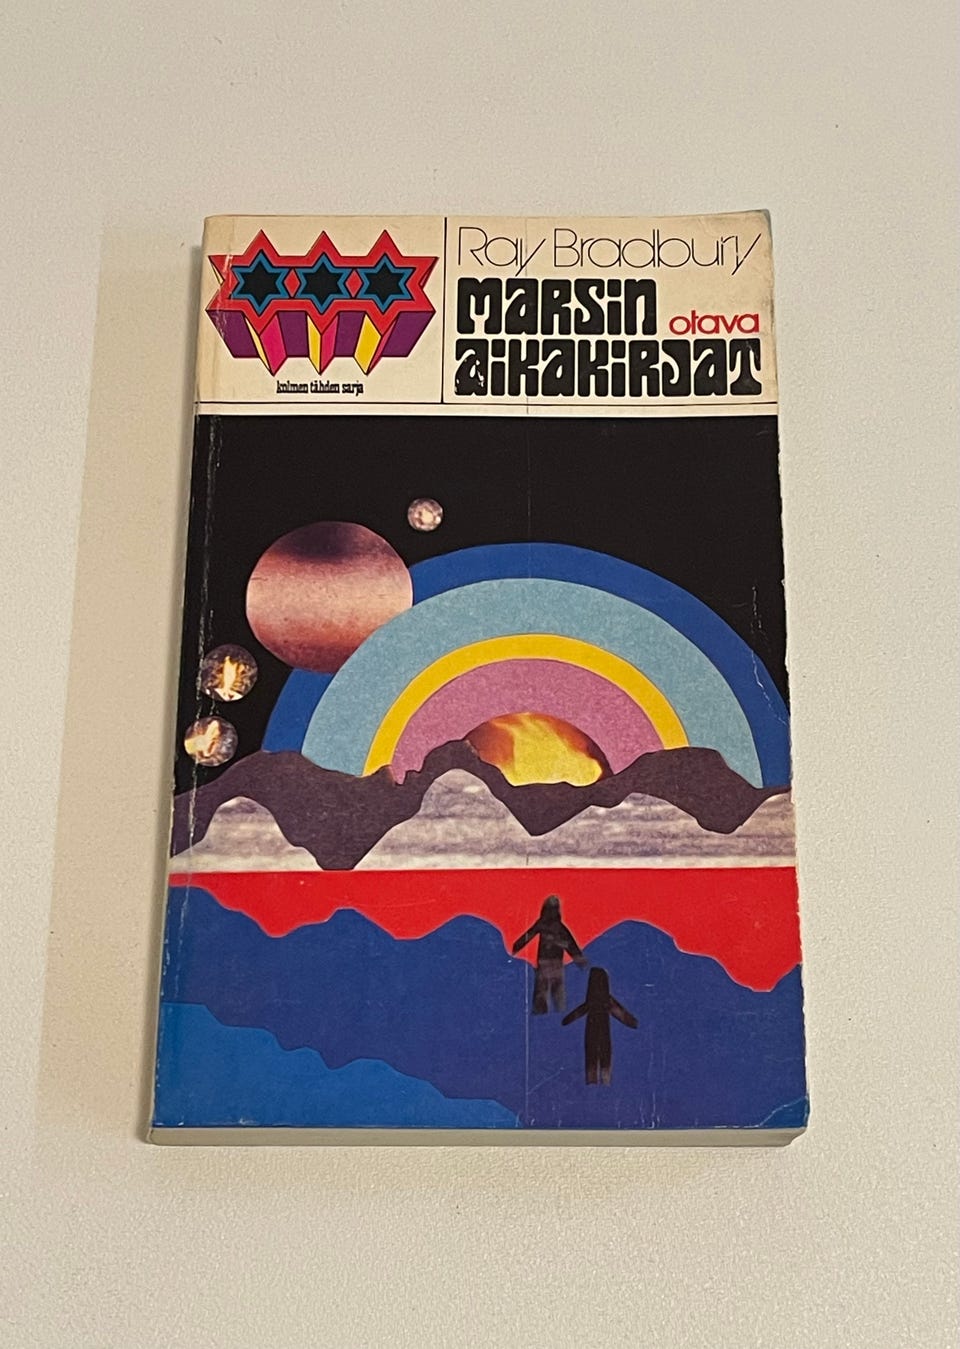 kolmen tähden sarja
Ray Bradbury
Marsin
otava
aikakirjat